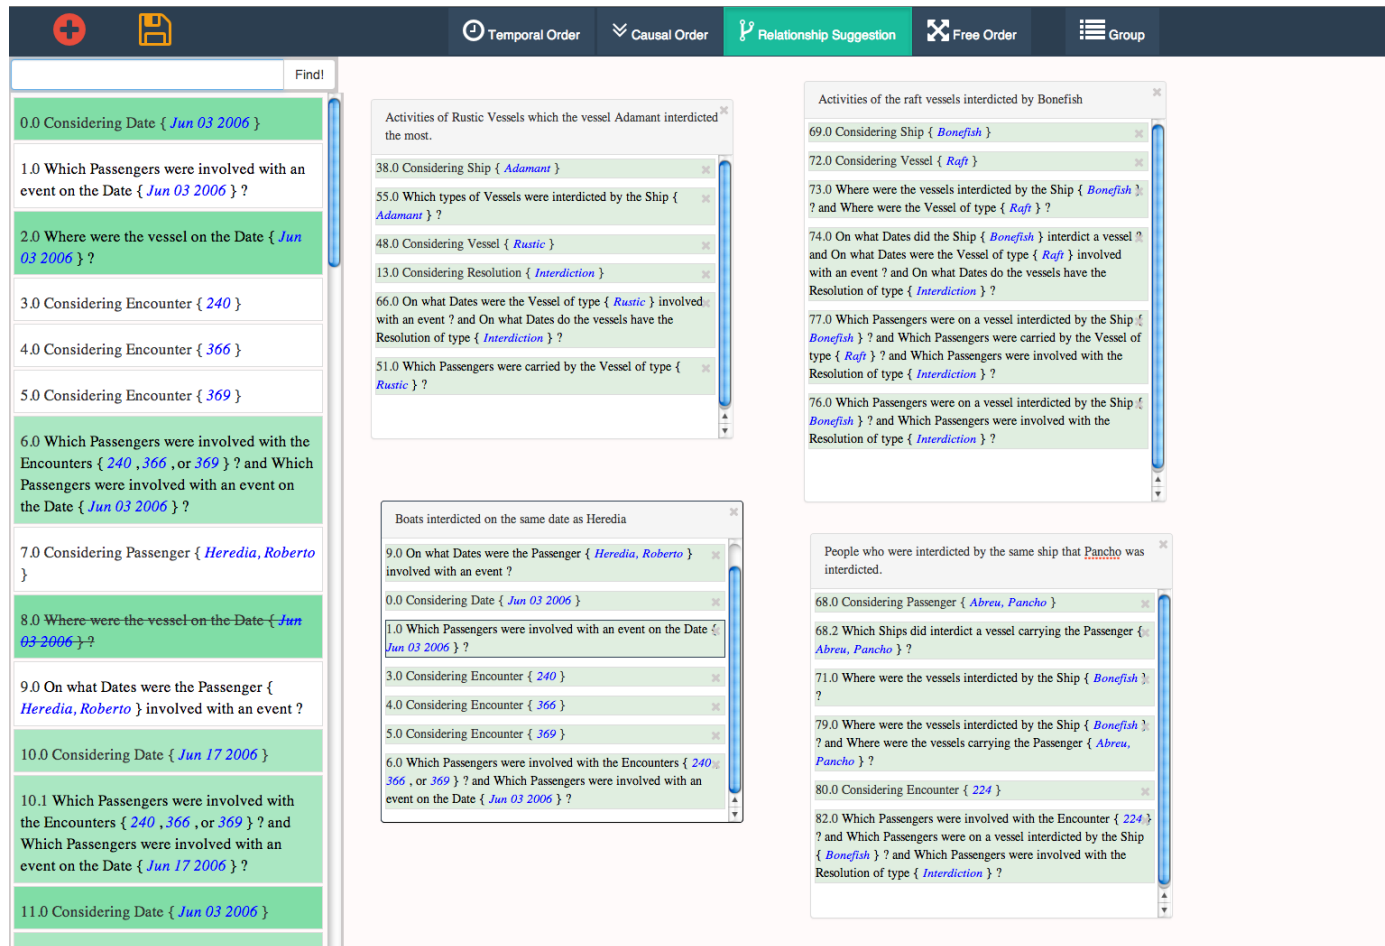 Temporal Order
Causal Order
Relationship Suggestion
Free Order
Group
Find!
0.0 Considering Date { Jun 03 2006 }
1.0 Which Passengers were involved with an
event on the Date { Jun 03 2006 } ?
2.0 Where were the vessel on the Date { Jun
03 2006 } ?
3.0 Considering Encounter { 240 }
4.0 Considering Encounter { 366 }
5.0 Considering Encounter { 369 }
6.0 Which Passengers were involved with the
Encounters { 240 , 366 , or 369 } ? and Which
Passengers were involved with an event on
the Date { Jun 03 2006 } ?
7.0 Considering Passenger { Heredia, Roberto
}
8.0 Where were the vessel on the Date { Jun
03 2006 } ?
9.0 On what Dates were the Passenger {
Heredia, Roberto } involved with an event ?
10.0 Considering Date { Jun 17 2006 }
10.1 Which Passengers were involved with
the Encounters { 240 , 366 , or 369 } ? and
Which Passengers were involved with an
event on the Date { Jun 17 2006 } ?
11.0 Considering Date { Jun 03 2006 }
Activities of Rustic Vessels which the vessel Adamant interdicted
the most.
38.0 Considering Ship { Adamant }
55.0 Which types of Vessels were interdicted by the Ship {
Adamant } ?
48.0 Considering Vessel { Rustic }
13.0 Considering Resolution { Interdiction }
66.0 On what Dates were the Vessel of type { Rustic } involved
with an event ? and On what Dates do the vessels have the
Resolution of type { Interdiction } ?
51.0 Which Passengers were carried by the Vessel of type {
Rustic } ?
Activities of the raft vessels interdicted by Bonefish
69.0 Considering Ship { Bonefish }
72.0 Considering Vessel { Raft }
73.0 Where were the vessels interdicted by the Ship { Bonefish }
? and Where were the Vessel of type { Raft } ?
74.0 On what Dates did the Ship { Bonefish } interdict a vessel ?
and On what Dates were the Vessel of type { Raft } involved
with an event ? and On what Dates do the vessels have the
Resolution of type { Interdiction } ?
77.0 Which Passengers were on a vessel interdicted by the Ship {
Bonefish } ? and Which Passengers were carried by the Vessel of
type { Raft } ? and Which Passengers were involved with the
Resolution of type { Interdiction } ?
76.0 Which Passengers were on a vessel interdicted by the Ship {
Bonefish } ? and Which Passengers were involved with the
Resolution of type { Interdiction } ?
Boats interdicted on the same date as Heredia
9.0 On what Dates were the Passenger { Heredia, Roberto }
involved with an event ?
0.0 Considering Date { Jun 03 2006 }
1.0 Which Passengers were involved with an event on the Date {
Jun 03 2006 } ?
3.0 Considering Encounter { 240 }
4.0 Considering Encounter { 366 }
5.0 Considering Encounter { 369 }
6.0 Which Passengers were involved with the Encounters { 240
366 , or 369 } ? and Which Passengers were involved with an
event on the Date { Jun 03 2006 } ?
People who were interdicted by the same ship that Pancho was
interdicted.
68.0 Considering Passenger { Abreu, Pancho }
68.2 Which Ships did interdict a vessel carrying the Passenger {
Abreu, Pancho } ?
71.0 Where were the vessels interdicted by the Ship { Bonefish }
?
79.0 Where were the vessels interdicted by the Ship { Bonefish }
? and Where were the vessels carrying the Passenger { Abreu,
Pancho } ?
80.0 Considering Encounter { 224 }
82.0 Which Passengers were involved with the Encounter { 224 }
? and Which Passengers were on a vessel interdicted by the Ship
{ Bonefish } ? and Which Passengers were involved with the
Resolution of type { Interdiction } ?